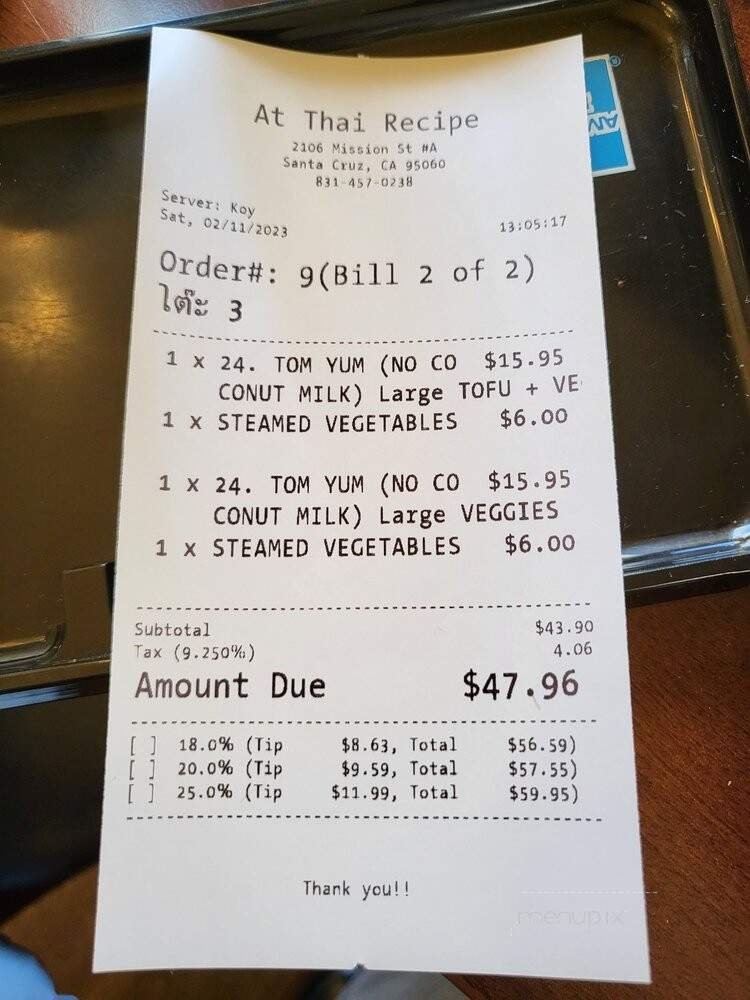 At Thai Recipe
2106 Mission St #A
Santa Cruz, CA 95060
831-457-0238
Server: Koy
Sat, 02/11/2023 13:05:17
Order#: 9(Bill 2 of 2)
โต๊ะ 3
1 x 24. TOM YUM (NO CO $15.95
CONUT MILK) Large TOFU + VE
1 x STEAMED VEGETABLES $6.00
1 x 24. TOM YUM (NO CO $15.95
CONUT MILK) Large VEGGIES
1 x STEAMED VEGETABLES $6.00
Subtotal $43.90
Tax (9.250%) 4.06
Amount Due $47.96
[ ] 18.0% (Tip $8.63, Total $56.59)
[ ] 20.0% (Tip $9.59, Total $57.55)
[ ] 25.0% (Tip $11.99, Total $59.95)
Thank you!!
menupix